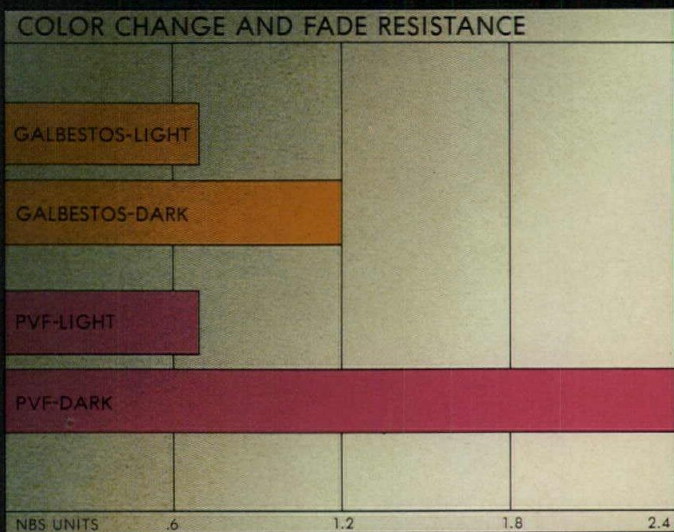 COLOR CHANGE AND FADE RESISTANCE
GALBESTOS-LIGHT
GALBESTOS-DARK
PVF-LIGHT
PVF-DARK
NBS UNITS .6 1.2 1.8 2.4